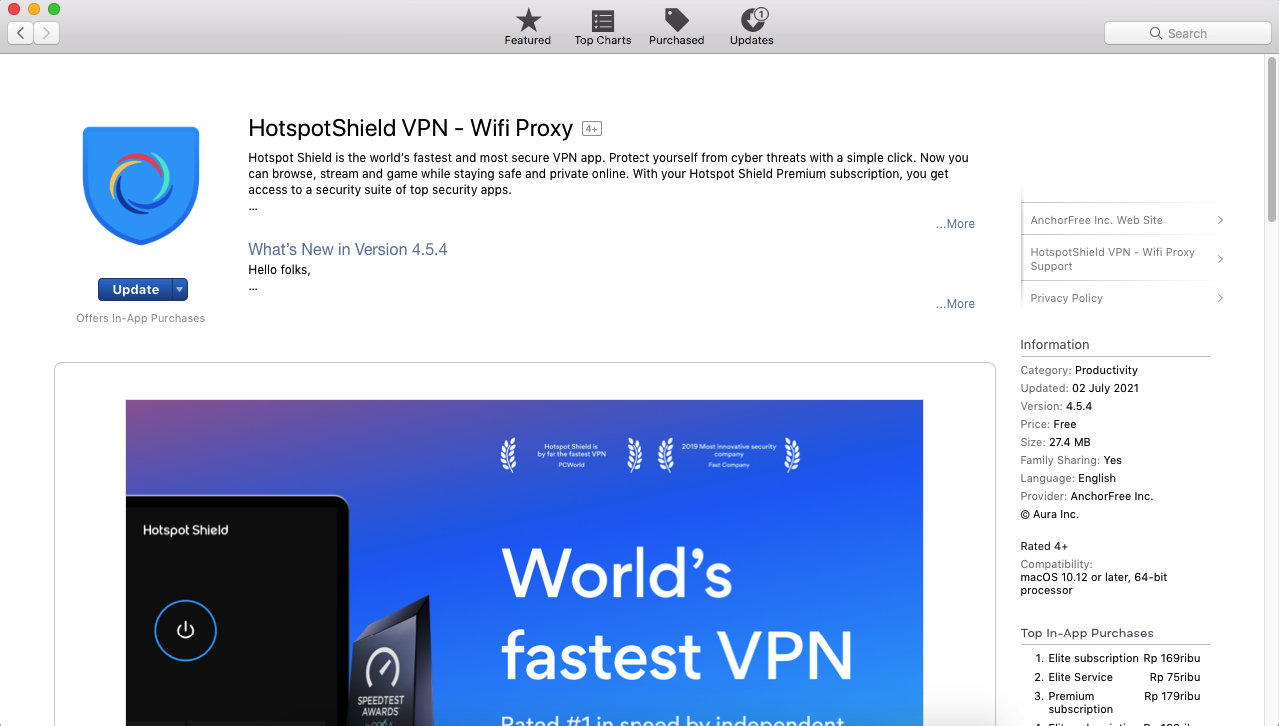 Featured
Top Charts
Purchased
1
Updates
Search
HotspotShield VPN - Wifi Proxy 4+
Hotspot Shield is the world's fastest and most secure VPN app. Protect yourself from cyber threats with a simple click. Now you
can browse, stream and game while staying safe and private online. With your Hotspot Shield Premium subscription, you get
access to a security suite of top security apps.
...
...More
What's New in Version 4.5.4
Hello folks,
...
...More
Update
Offers In-App Purchases
AnchorFree Inc. Web Site
HotspotShield VPN - Wifi Proxy
Support
Privacy Policy
Information
Category: Productivity
Updated: 02 July 2021
Version: 4.5.4
Price: Free
Size: 27.4 MB
Family Sharing: Yes
Language: English
Provider: AnchorFree Inc.
© Aura Inc.
Rated 4+
Compatibility:
macOS 10.12 or later, 64-bit
processor
Top In-App Purchases
1. Elite subscription Rp 169ribu
2. Elite Service Rp 75ribu
3. Premium Rp 179ribu
subscription
Hotspot Shield is
by far the fastest VPN
PCWorld
2019 Most innovative security
company
Fast Company
Hotspot Shield
World's
fastest VPN
SPEEDTEST
AWARDS
Rated #1 in speed by independent